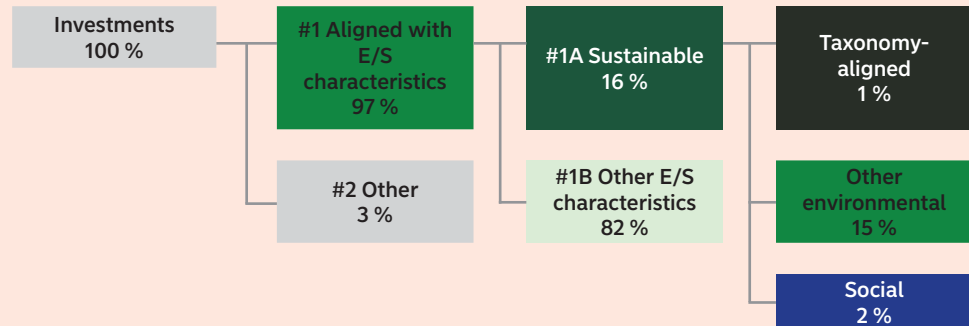 Investments
100 %
#1 Aligned with
E/S
characteristics
97 %
#1A Sustainable
16 %
Taxonomy-
aligned
1 %
#2 Other
3 %
#1B Other E/S
characteristics
82 %
Other
environmental
15 %
Social
2 %